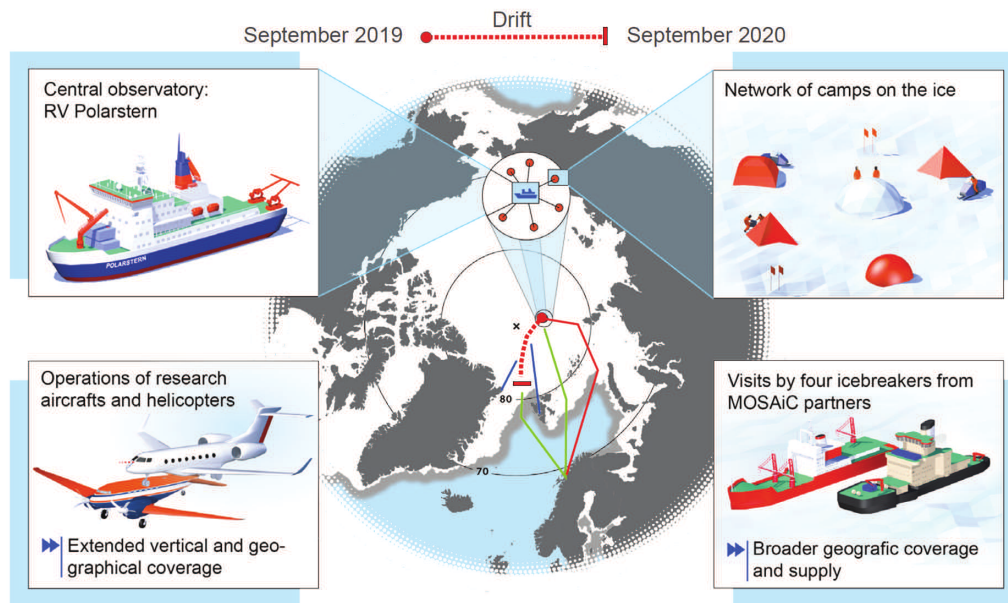 Drift
September 2019
September 2020
Central observatory:
RV Polarstern
POLARSTERN
Network of camps on the ice
Operations of research
aircrafts and helicopters
Extended vertical and geo-
graphical coverage
80
70
Visits by four icebreakers from
MOSAiC partners
Broader geografic coverage
and supply